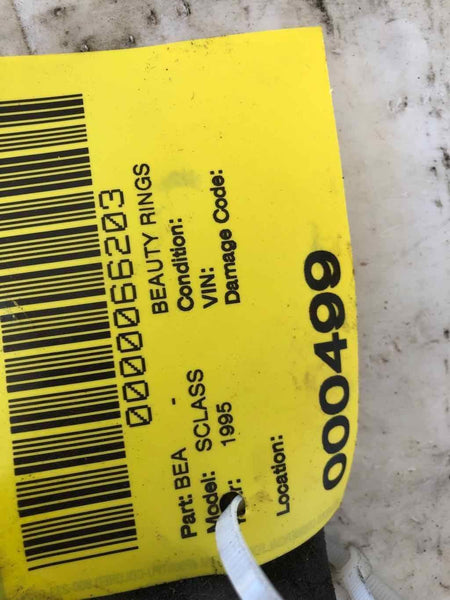 0000066203
Part: BEA - BEAUTY RINGS
Model: SCLASS Condition:
1995 VIN:
Damage Code:
Location:
000499